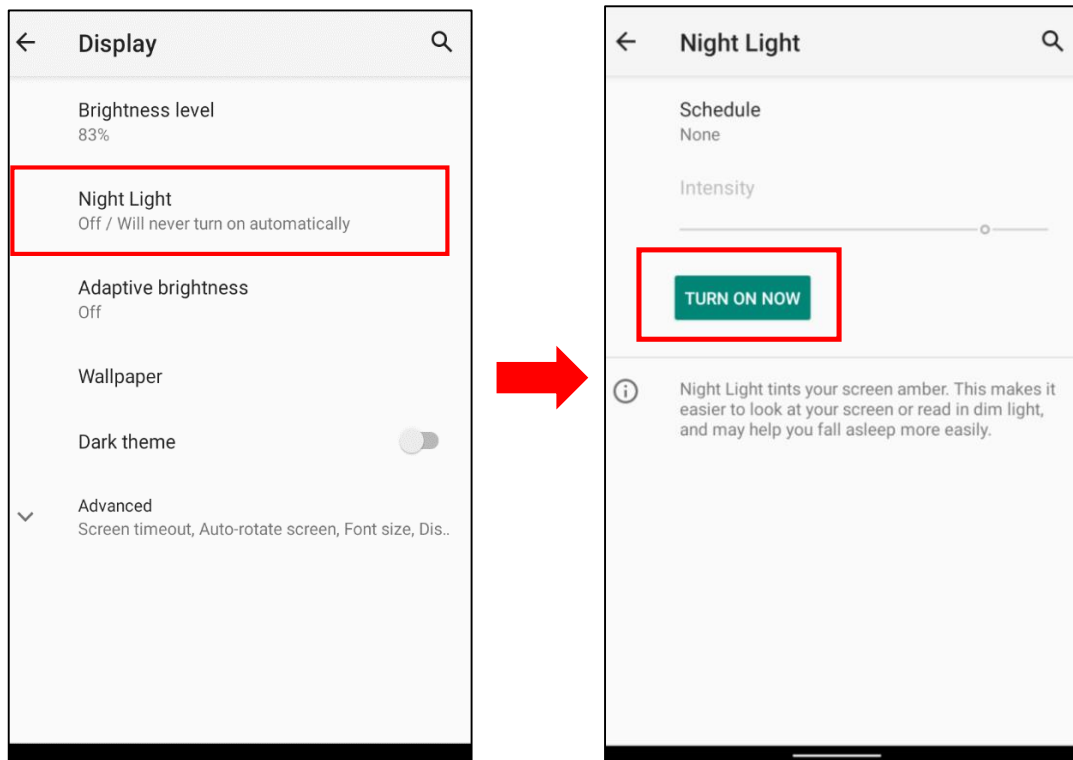 Display
Brightness level
83%
Night Light
Off / Will never turn on automatically
Adaptive brightness
Off
Wallpaper
Dark theme
Advanced
Screen timeout, Auto-rotate screen, Font size, Dis..
Night Light
Schedule
None
Intensity
TURN ON NOW
Night Light tints your screen amber. This makes it
easier to look at your screen or read in dim light,
and may help you fall asleep more easily.